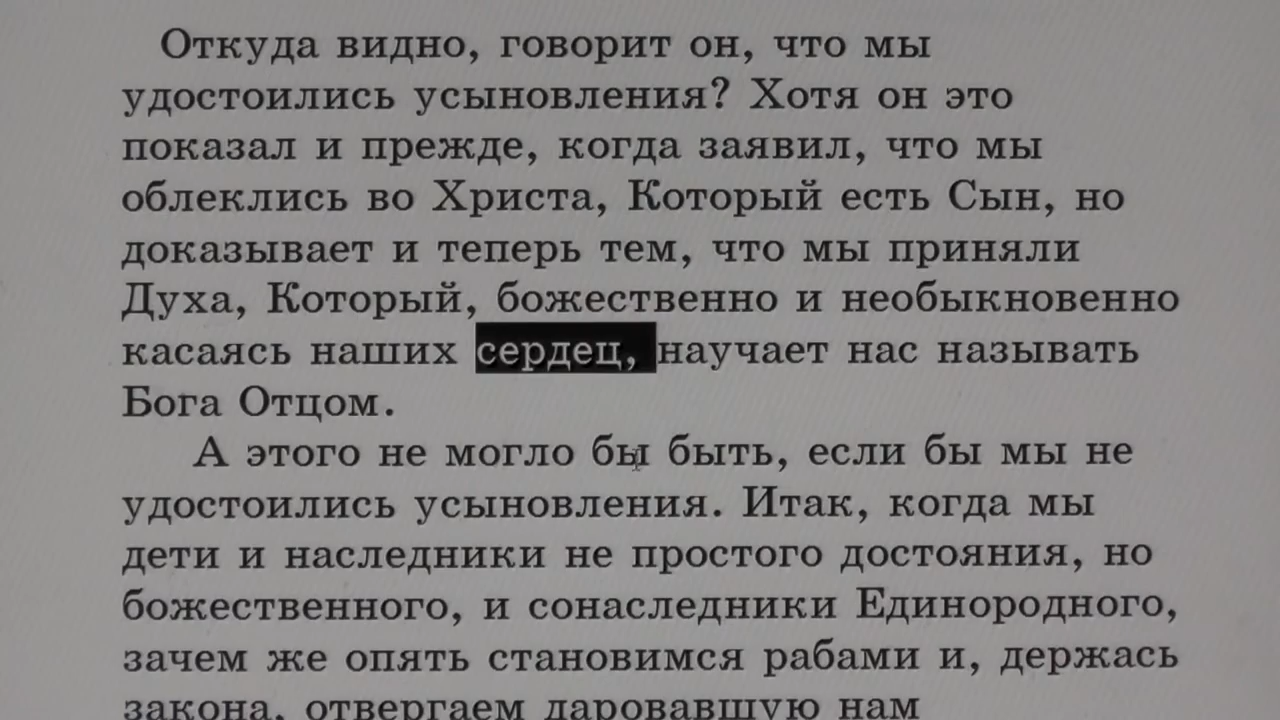 Откуда видно, говорит он, что мы
удостоились усыновления? Хотя он это
показал и прежде, когда заявил, что мы
облеклись во Христа, Который есть Сын, но
доказывает и теперь тем, что мы приняли
Духа, Который, божественно и необыкновенно
касаясь наших сердец, научает нас называть
Бога Отцом.
А этого не могло бы быть, если бы мы не
удостоились усыновления. Итак, когда мы
дети и наследники не простого достояния, но
божественного, и сонаследники Единородного,
зачем же опять становимся рабами и, держась
закона, отвергаем даровавшую нам